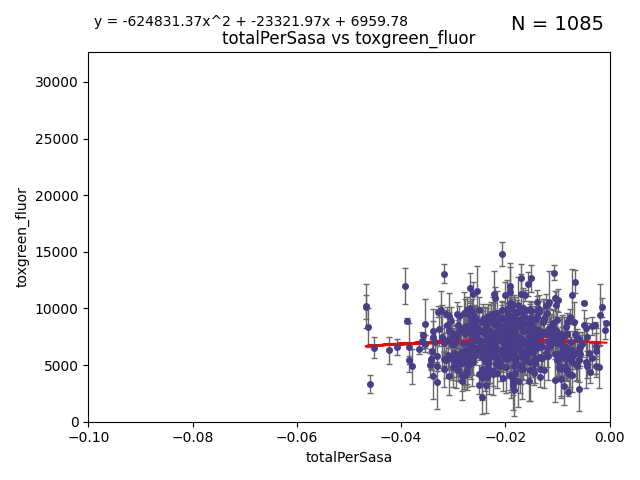 y = -624831.37x^2 + -23321.97x + 6959.78
N = 1085
totalPerSasa vs toxgreen_fluor
30000
25000
20000
15000
10000
5000
0
toxgreen_fluor
−0.10
−0.08
−0.06
−0.04
−0.02
0.00
totalPerSasa